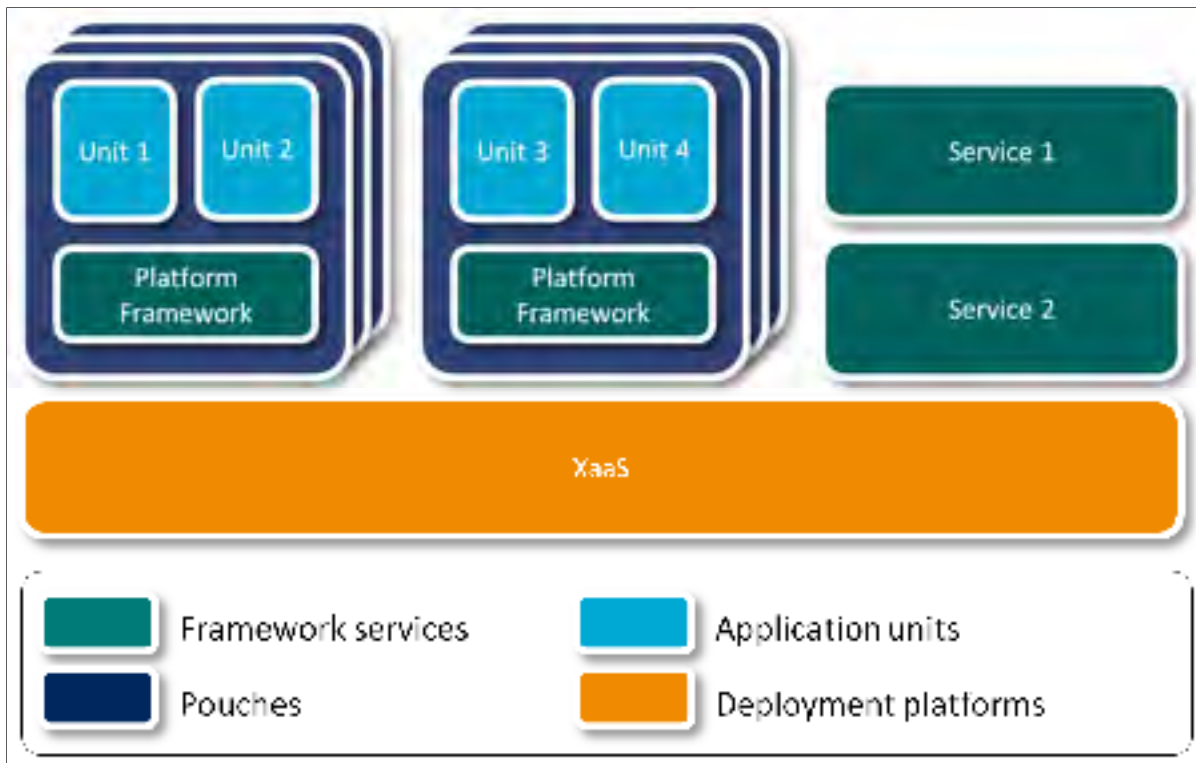 Unit 1
Unit 2
Platform
Framework
Unit 3
Unit 4
Platform
Framework
Service 1
Service 2
XaaS
Framework services
Application units
Pouches
Deployment platforms